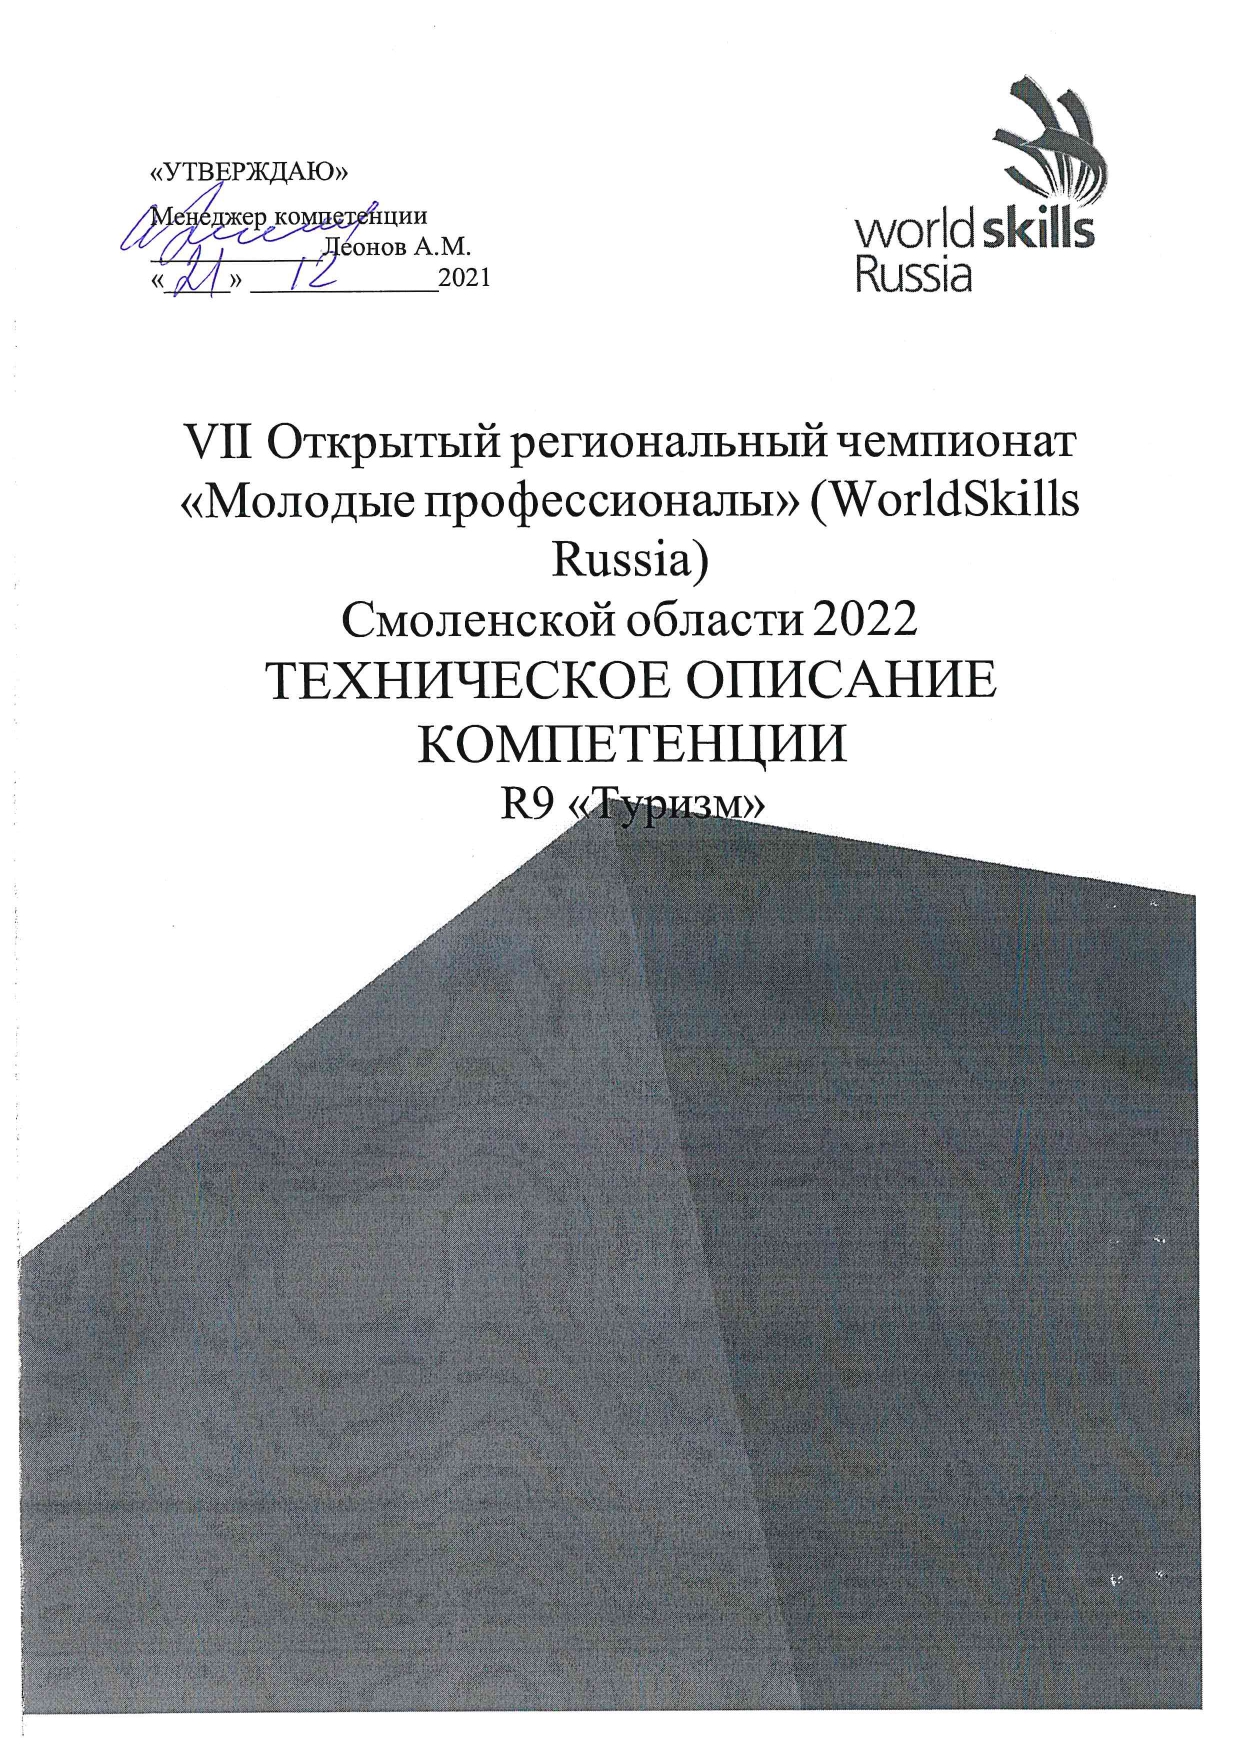 «УТВЕРЖДАЮ»
Менеджер компетенции
Леонов А.М.
«21» 12 2021
world skills
Russia
VII Открытый региональный чемпионат
«Молодые профессионалы» (WorldSkills
Russia)
Смоленской области 2022
ТЕХНИЧЕСКОЕ ОПИСАНИЕ
КОМПЕТЕНЦИИ
R9 «Туризм»